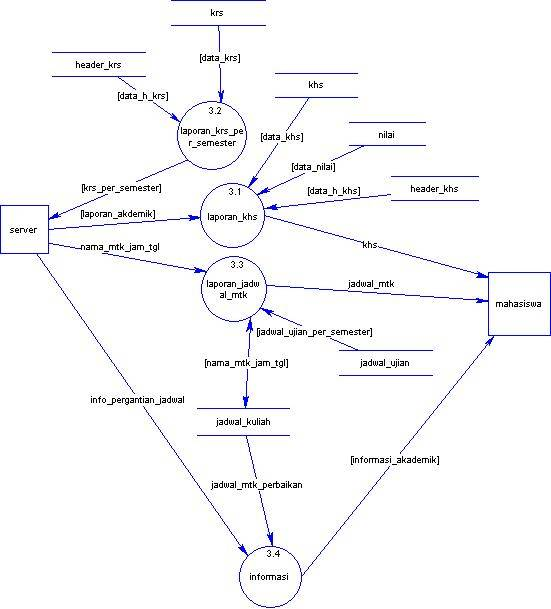 krs
header_krs
[data_krs]
[data_h_krs]
khs
3.2
laporan_krs_pe
r_semester
[data_khs]
nilai
[data_nilai]
[krs_per_semester]
3.1
[data_h_khs]
header_khs
[laporan_akdemik]
laporan_khs
server
nama_mtk_jam_tgl
khs
3.3
laporan_jadw
al_mtk
jadwal_mtk
mahasiswa
[jadwal_ujian_per_semester]
[nama_mtk_jam_tgl]
jadwal_ujian
info_pergantian_jadwal
jadwal_kuliah
[informasi_akademik]
jadwal_mtk_perbaikan
3.4
informasi